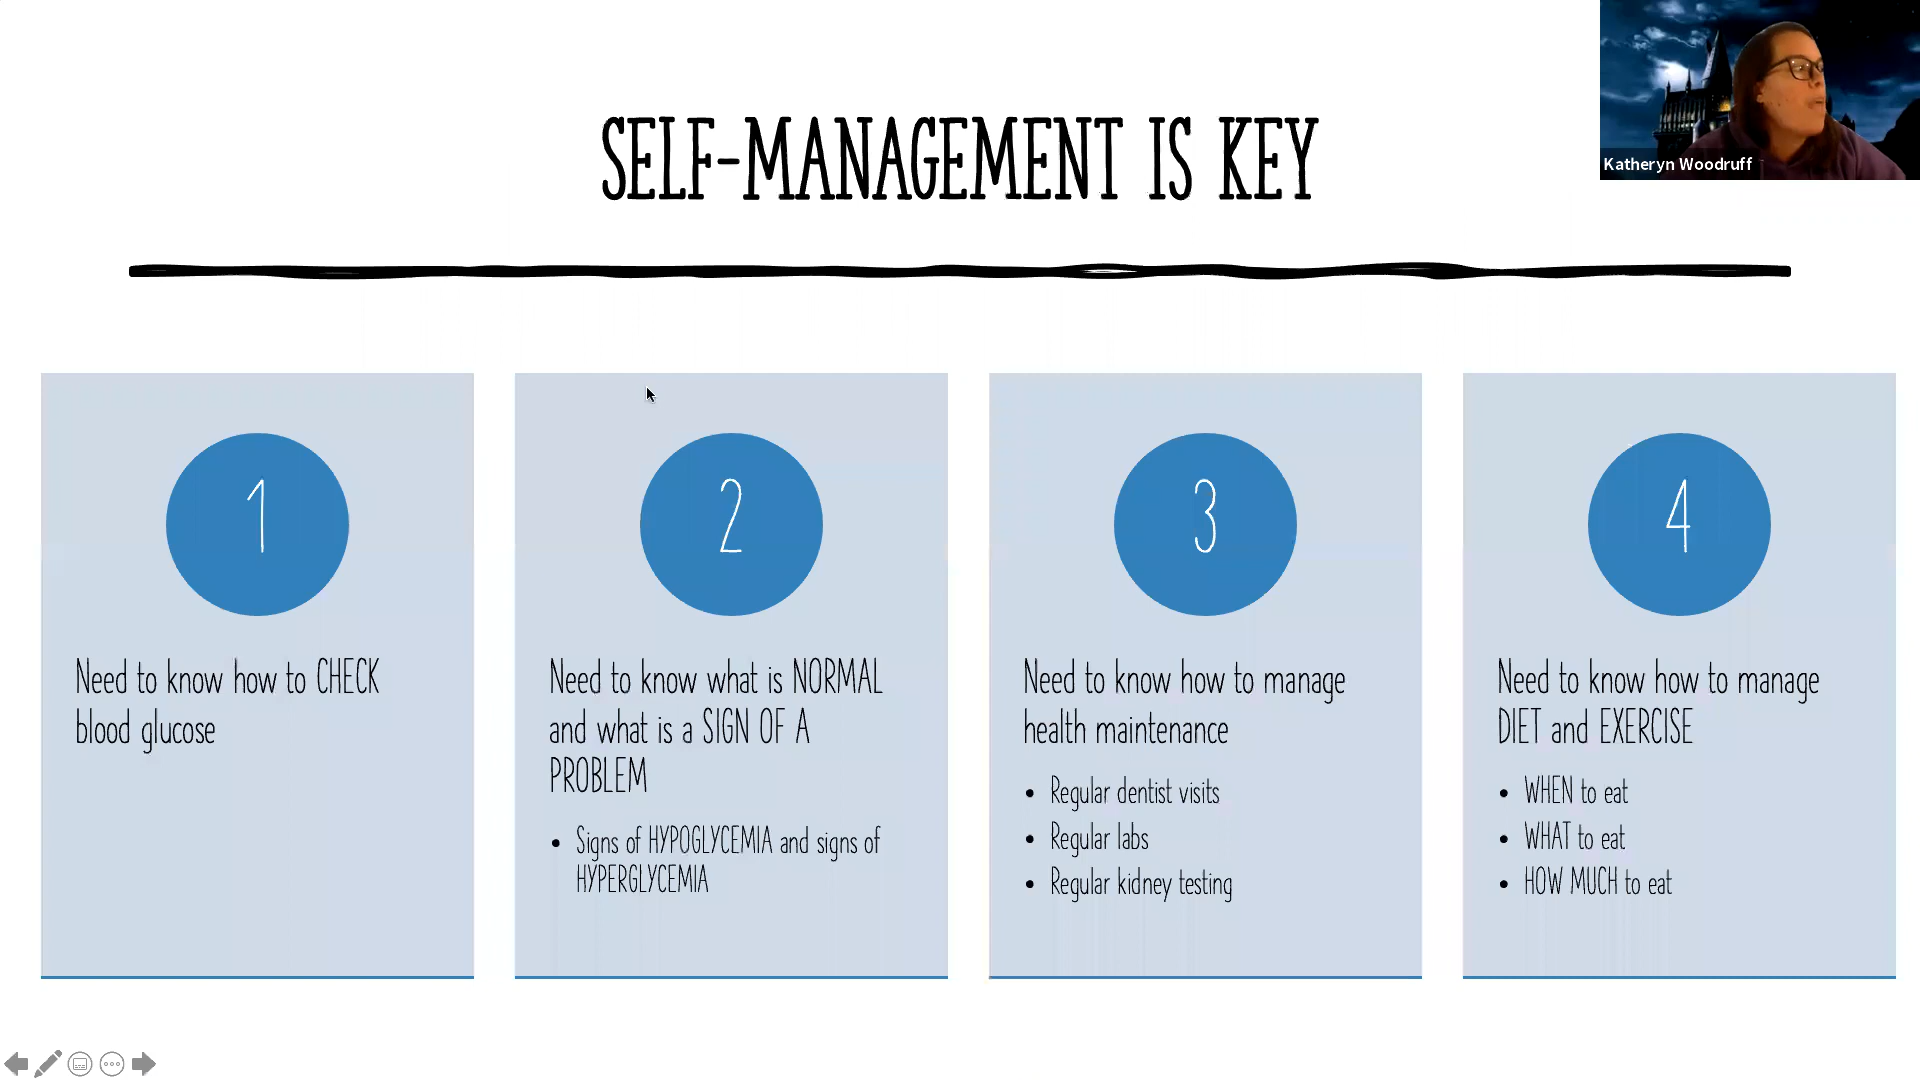 SELF-MANAGEMENT IS KEY
Katheryn Woodruff
1
Need to know how to CHECK
blood glucose
2
Need to know what is NORMAL
and what is a SIGN OF A
PROBLEM
• Signs of HYPOGLYCEMIA and signs of
HYPERGLYCEMIA
3
Need to know how to manage
health maintenance
• Regular dentist visits
• Regular labs
• Regular kidney testing
4
Need to know how to manage
DIET and EXERCISE
• WHEN to eat
• WHAT to eat
• HOW MUCH to eat